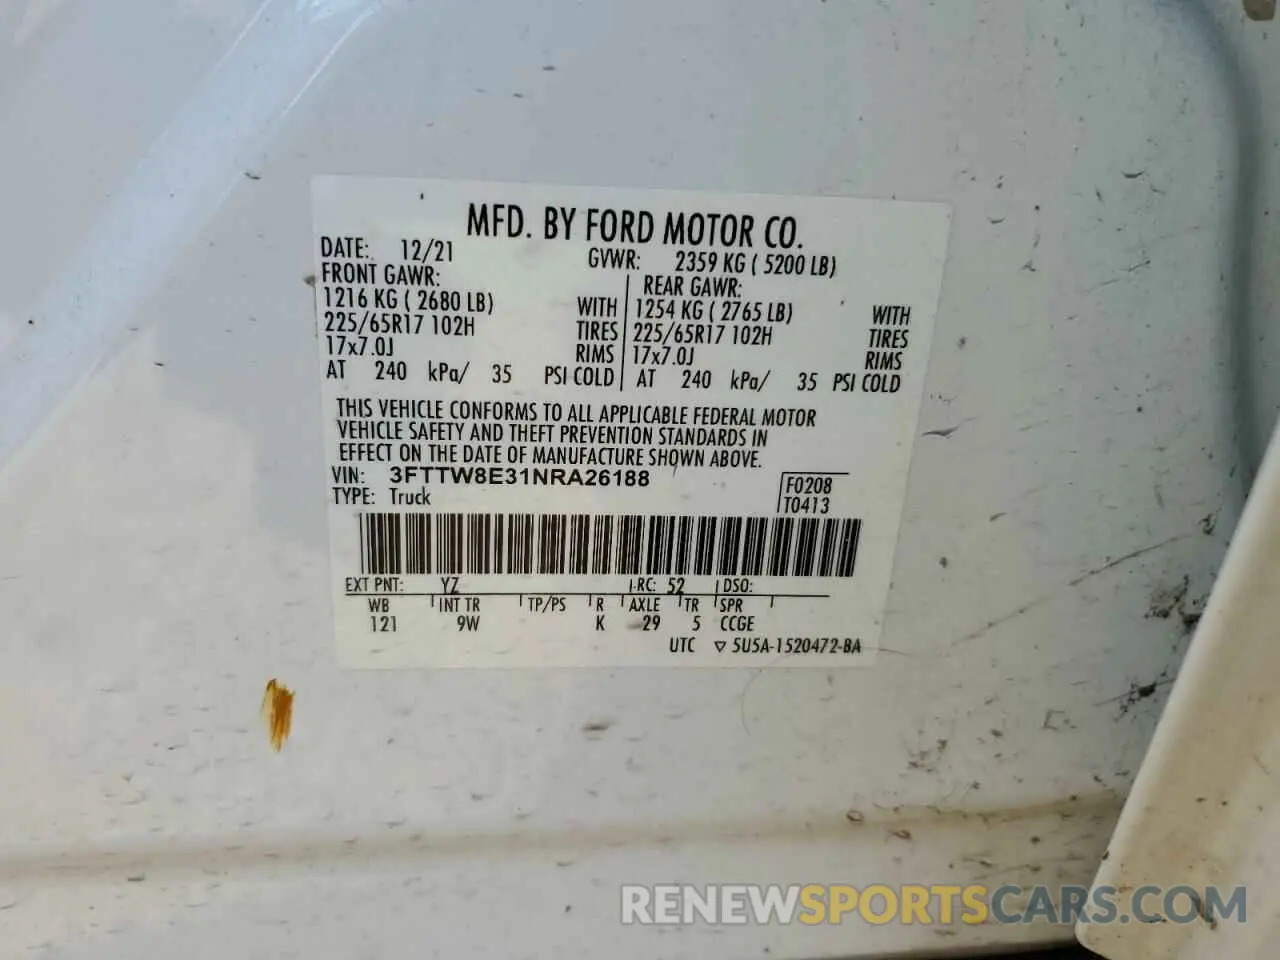 MFD. BY FORD MOTOR CO.
DATE: 12/21 GVWR: 2359 KG ( 5200 LB)
FRONT GAWR: REAR GAWR:
1216 KG ( 2680 LB) WITH 1254 KG ( 2765 LB) WITH
225/65R17 102H TIRES 225/65R17 102H TIRES
17x7.0J RIMS 17x7.0J RIMS
AT 240 kPa/ 35 PSI COLD AT 240 kPa/ 35 PSI COLD
THIS VEHICLE CONFORMS TO ALL APPLICABLE FEDERAL MOTOR
VEHICLE SAFETY AND THEFT PREVENTION STANDARDS IN
EFFECT ON THE DATE OF MANUFACTURE SHOWN ABOVE.
VIN: 3FTTW8E31NRA26188 F0208
TYPE: Truck T0413
EXT PNT: YZ RC: 52 DSO:
WB INT TR TP/PS R AXLE TR SPR
121 9W K 29 5 CCGE
UTC ▽ 5U5A-1520472-BA
RENEWSPORTSCARS.COM